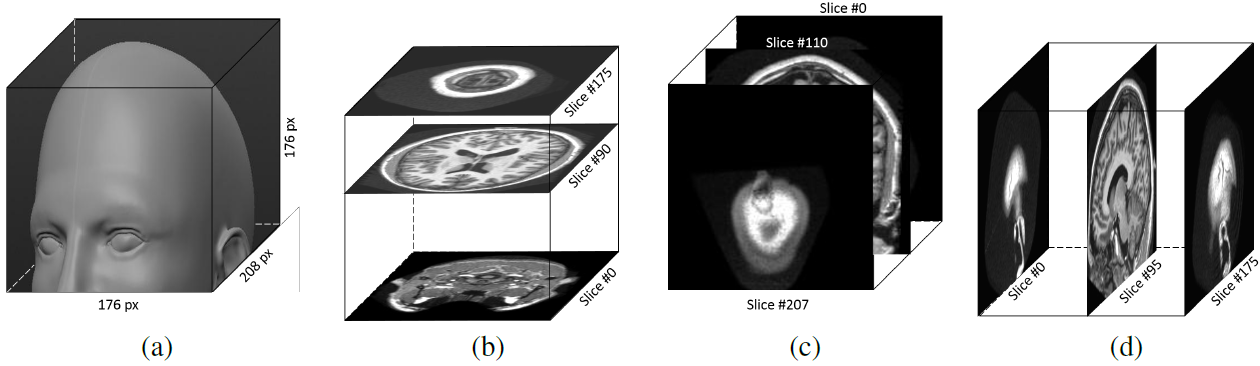 176 px
208 px
176 px
(a)
Slice #175
Slice #90
Slice #0
(b)
Slice #0
Slice #110
Slice #207
(c)
Slice #0
Slice #95
Slice #175
(d)